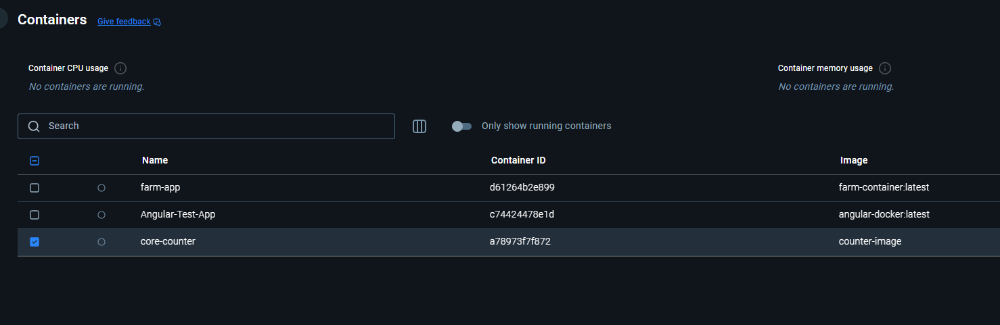 Containers Give feedback
Container CPU usage Container memory usage
No containers are running. No containers are running.
Search Only show running containers
Name Container ID Image
farm-app d61264b2e899 farm-container:latest
Angular-Test-App c74424478e1d angular-docker:latest
core-counter a78973f7f872 counter-image